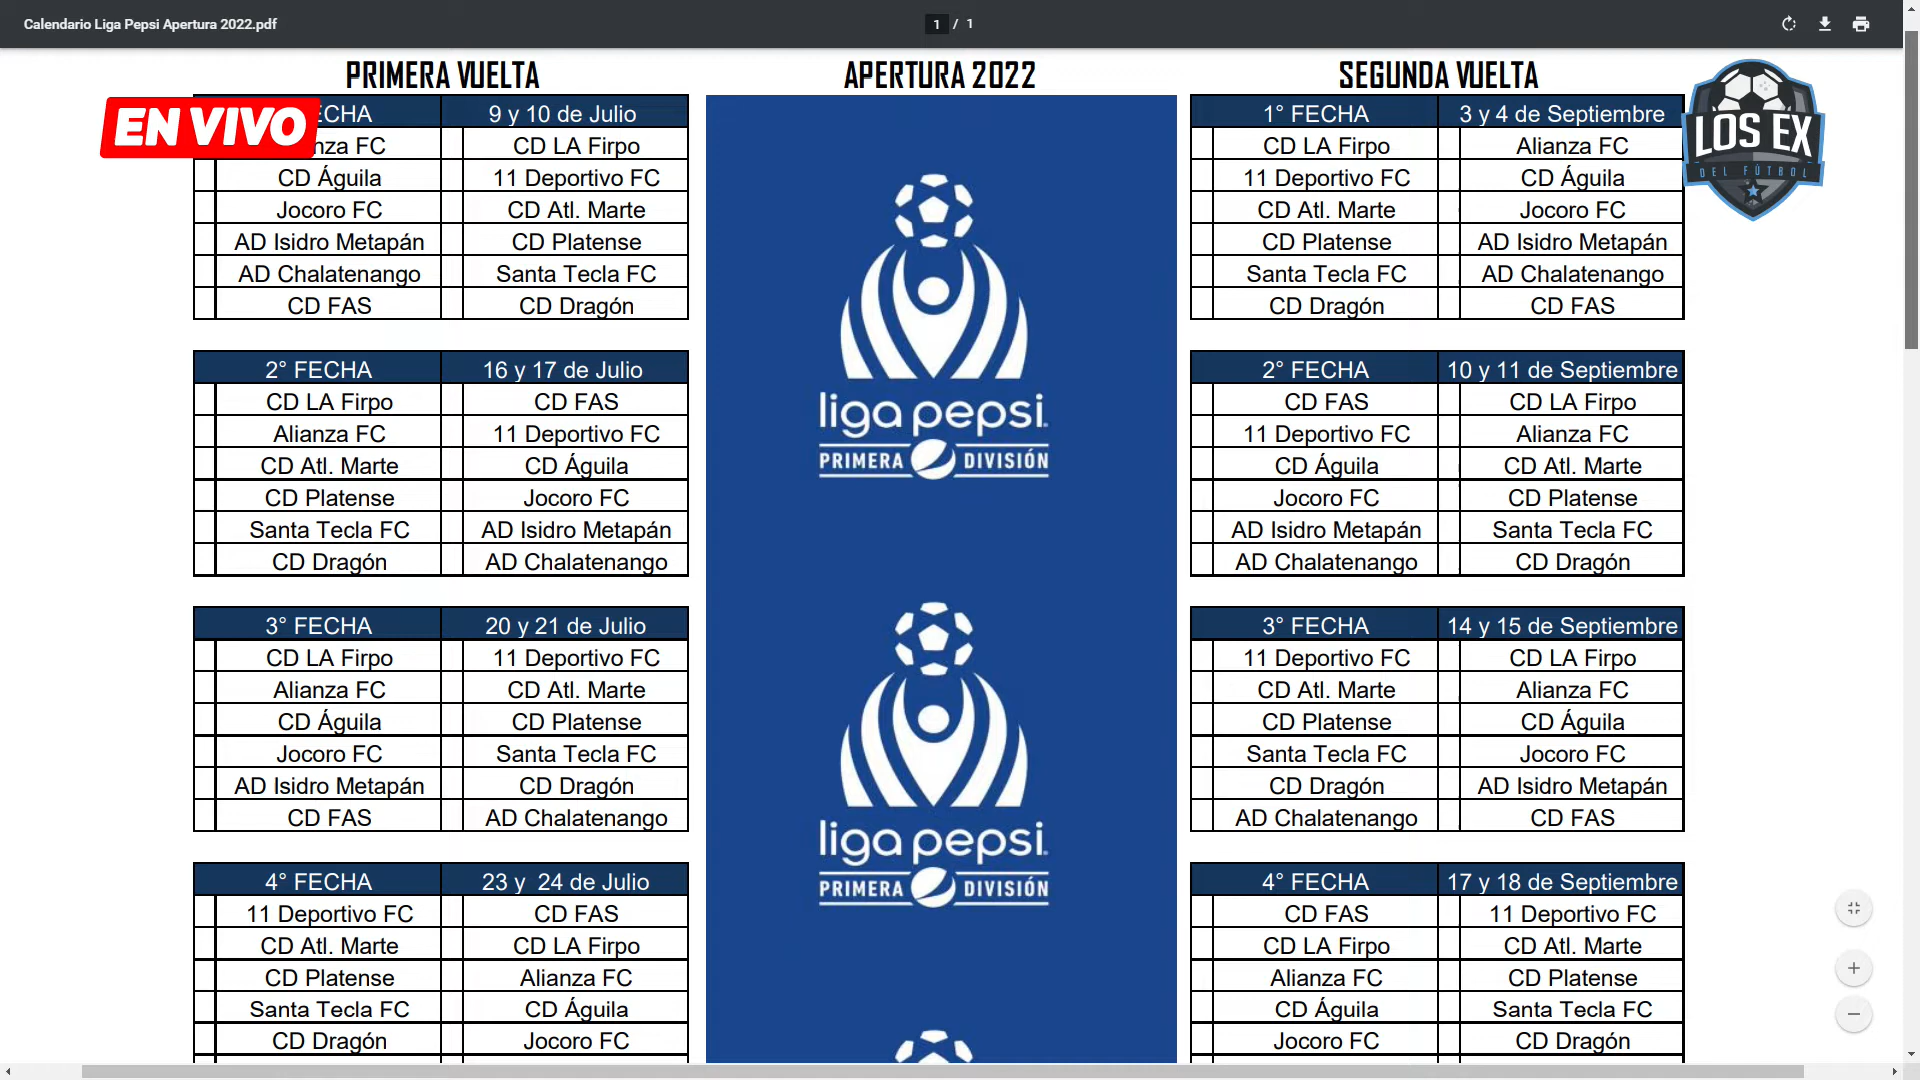 Calendario Liga Pepsi Apertura 2022.pdf
1 / 1
PRIMERA VUELTA
APERTURA 2022
SEGUNDA VUELTA
EN VIVO
LOS EX
DEL FÚTBOL
FECHA 9 y 10 de Julio
FC CD LA Firpo
CD Águila 11 Deportivo FC
Jocoro FC CD Atl. Marte
AD Isidro Metapán CD Platense
AD Chalatenango Santa Tecla FC
CD FAS CD Dragón
2° FECHA 16 y 17 de Julio
CD LA Firpo CD FAS
Alianza FC 11 Deportivo FC
CD Atl. Marte CD Águila
CD Platense Jocoro FC
Santa Tecla FC AD Isidro Metapán
CD Dragón AD Chalatenango
3° FECHA 20 y 21 de Julio
CD LA Firpo 11 Deportivo FC
Alianza FC CD Atl. Marte
CD Águila CD Platense
Jocoro FC Santa Tecla FC
AD Isidro Metapán CD Dragón
CD FAS AD Chalatenango
4° FECHA 23 y 24 de Julio
11 Deportivo FC CD FAS
CD Atl. Marte CD LA Firpo
CD Platense Alianza FC
Santa Tecla FC CD Águila
CD Dragón Jocoro FC
liga pepsi
PRIMERA DIVISIÓN
liga pepsi
PRIMERA DIVISIÓN
1° FECHA 3 y 4 de Septiembre
CD LA Firpo Alianza FC
11 Deportivo FC CD Águila
CD Atl. Marte Jocoro FC
CD Platense AD Isidro Metapán
Santa Tecla FC AD Chalatenango
CD Dragón CD FAS
2° FECHA 10 y 11 de Septiembre
CD FAS CD LA Firpo
11 Deportivo FC Alianza FC
CD Águila CD Atl. Marte
Jocoro FC CD Platense
AD Isidro Metapán Santa Tecla FC
AD Chalatenango CD Dragón
3° FECHA 14 y 15 de Septiembre
11 Deportivo FC CD LA Firpo
CD Atl. Marte Alianza FC
CD Platense CD Águila
Santa Tecla FC Jocoro FC
CD Dragón AD Isidro Metapán
AD Chalatenango CD FAS
4° FECHA 17 y 18 de Septiembre
CD FAS 11 Deportivo FC
CD LA Firpo CD Atl. Marte
Alianza FC CD Platense
CD Águila Santa Tecla FC
Jocoro FC CD Dragón